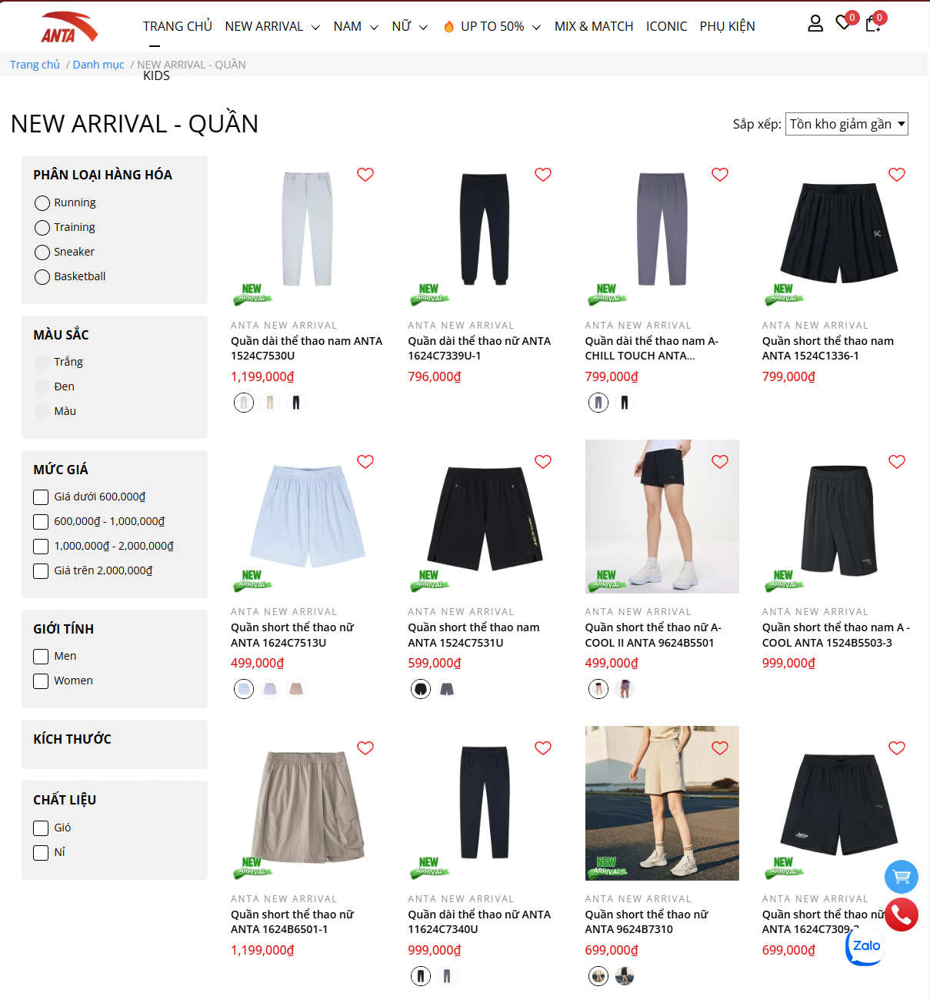 ANTA
TRANG CHỦ NEW ARRIVAL NAM NỮ UP TO 50% MIX & MATCH ICONIC PHỤ KIỆN
0 0
KIDS
Trang chủ / Danh mục / NEW ARRIVAL - QUẦN
NEW ARRIVAL - QUẦN
Sắp xếp: Tồn kho giảm gần
PHÂN LOẠI HÀNG HÓA
Running
Training
Sneaker
Basketball
MÀU SẮC
Trắng
Đen
Màu
MỨC GIÁ
Giá dưới 600,000₫
600,000₫ - 1,000,000₫
1,000,000₫ - 2,000,000₫
Giá trên 2,000,000₫
GIỚI TÍNH
Men
Women
KÍCH THƯỚC
CHẤT LIỆU
Gió
Nỉ
NEW ARRIVAL
ANTA NEW ARRIVAL
Quần dài thể thao nam ANTA
1524C7530U
1,199,000₫
NEW ARRIVAL
ANTA NEW ARRIVAL
Quần dài thể thao nữ ANTA
1624C7339U-1
796,000₫
NEW ARRIVAL
ANTA NEW ARRIVAL
Quần dài thể thao nam A-
CHILL TOUCH ANTA...
799,000₫
NEW ARRIVAL
ANTA NEW ARRIVAL
Quần short thể thao nam
ANTA 1524C1336-1
799,000₫
NEW ARRIVAL
ANTA NEW ARRIVAL
Quần short thể thao nữ
ANTA 1624C7513U
499,000₫
NEW ARRIVAL
ANTA NEW ARRIVAL
Quần short thể thao nam
ANTA 1524C7531U
599,000₫
NEW ARRIVAL
ANTA NEW ARRIVAL
Quần short thể thao nữ A-
COOL II ANTA 9624B5501
499,000₫
NEW ARRIVAL
ANTA NEW ARRIVAL
Quần short thể thao nam A -
COOL ANTA 1524B5503-3
999,000₫
NEW ARRIVAL
ANTA NEW ARRIVAL
Quần short thể thao nữ
ANTA 1624B6501-1
1,199,000₫
NEW ARRIVAL
ANTA NEW ARRIVAL
Quần dài thể thao nữ ANTA
11624C7340U
999,000₫
NEW ARRIVAL
ANTA NEW ARRIVAL
Quần short thể thao nữ
ANTA 9624B7310
699,000₫
NEW ARRIVAL
ANTA NEW ARRIVAL
Quần short thể thao nữ
ANTA 1624C7309-
699,000₫
Zalo